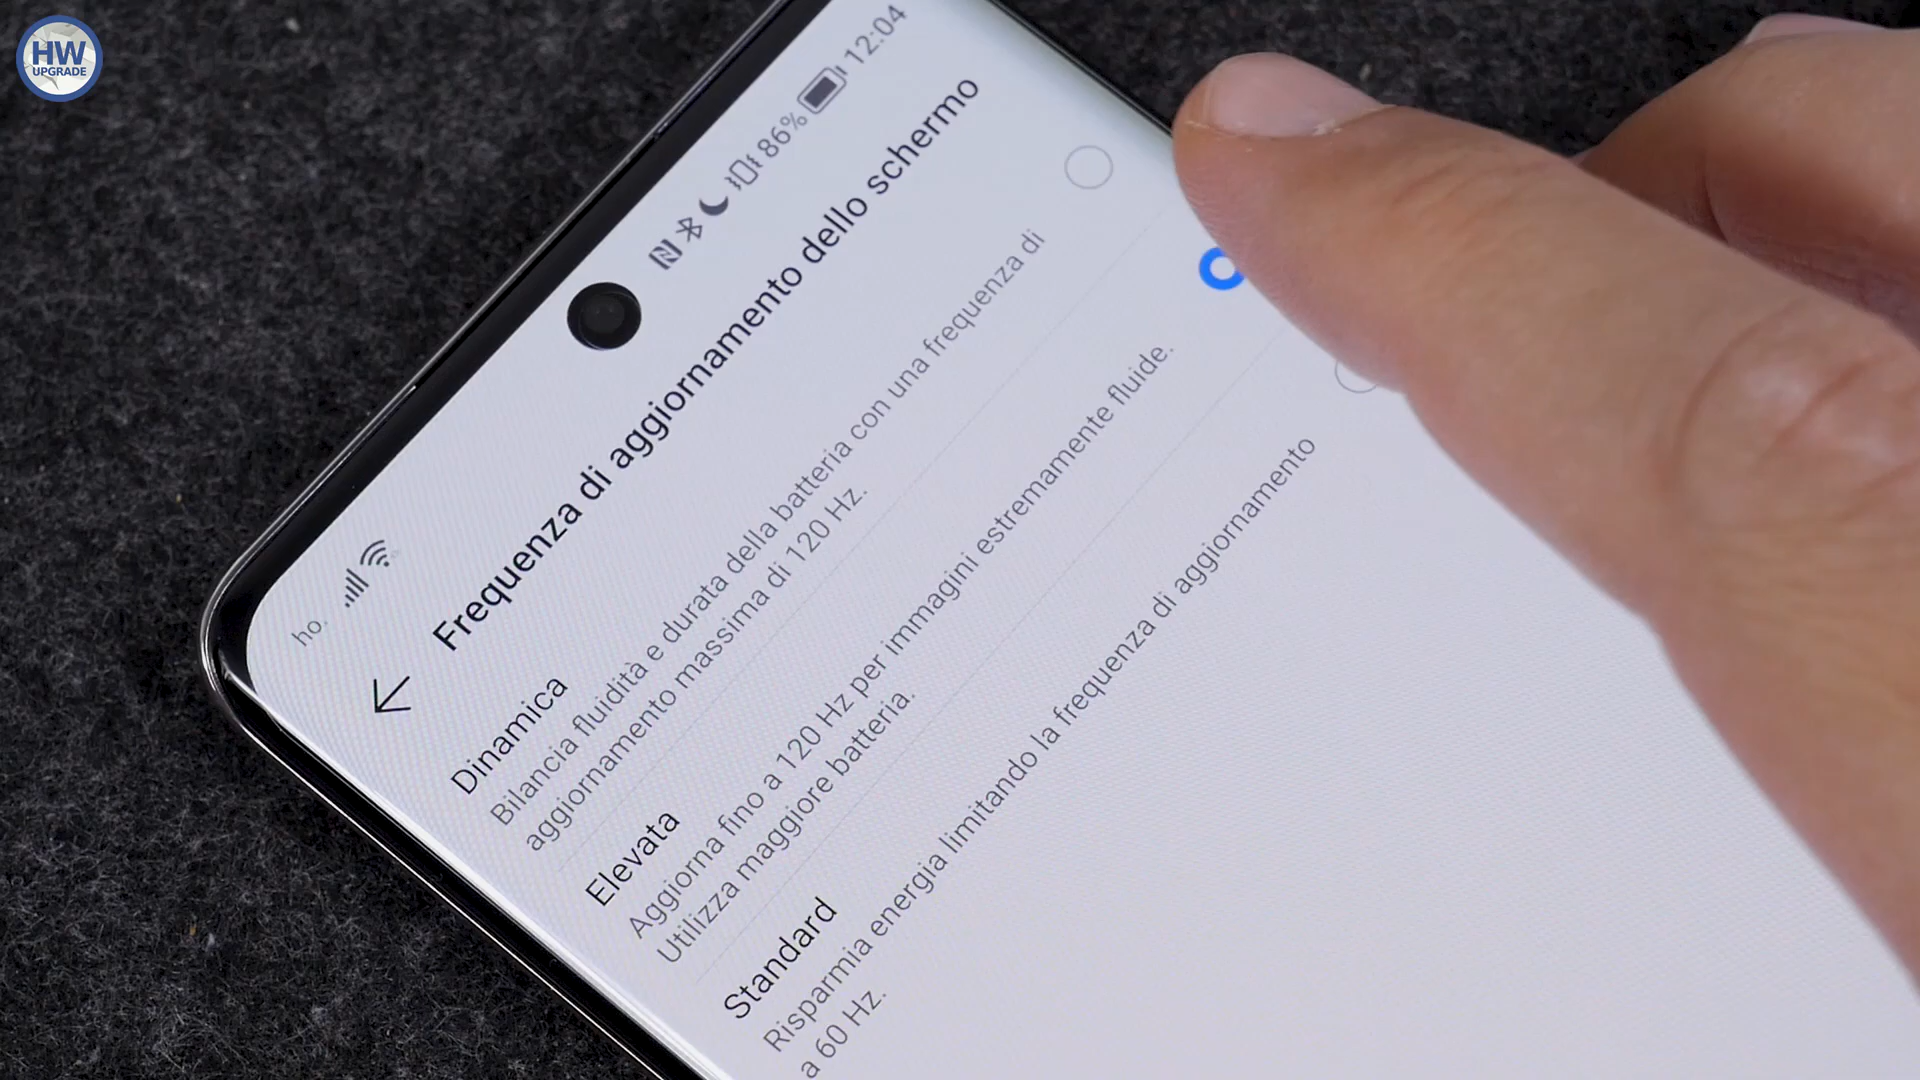 HW
UPGRADE
ho.
86% 12:04
Frequenza di aggiornamento dello schermo
Dinamica
Bilancia fluidità e durata della batteria con una frequenza di
aggiornamento massima di 120 Hz.
Elevata
Aggiorna fino a 120 Hz per immagini estremamente fluide.
Utilizza maggiore batteria.
Standard
Risparmia energia limitando la frequenza di aggiornamento
a 60 Hz.